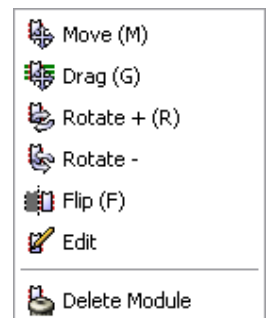 Move (M)
Drag (G)
Rotate + (R)
Rotate -
Flip (F)
Edit
Delete Module